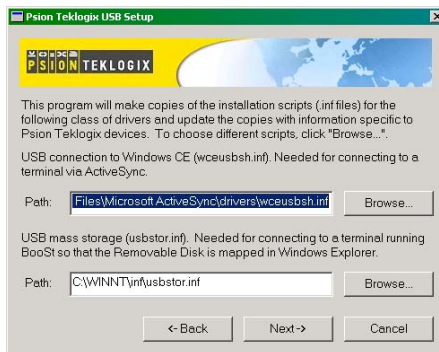 Psion Teklogix USB Setup
PSION TEKLOGIX
This program will make copies of the installation scripts (.inf files) for the
following class of drivers and update the copies with information specific to
Psion Teklogix devices. To choose different scripts, click "Browse...".
USB connection to Windows CE (wceusbsh.inf). Needed for connecting to a
terminal via ActiveSync.
Path: Files\Microsoft ActiveSync\drivers\wceusbsh.inf Browse...
USB mass storage (usbstor.inf). Needed for connecting to a terminal running
BooSt so that the Removable Disk is mapped in Windows Explorer.
Path: C:\WINNT\inf\usbstor.inf Browse...
<- Back Next -> Cancel